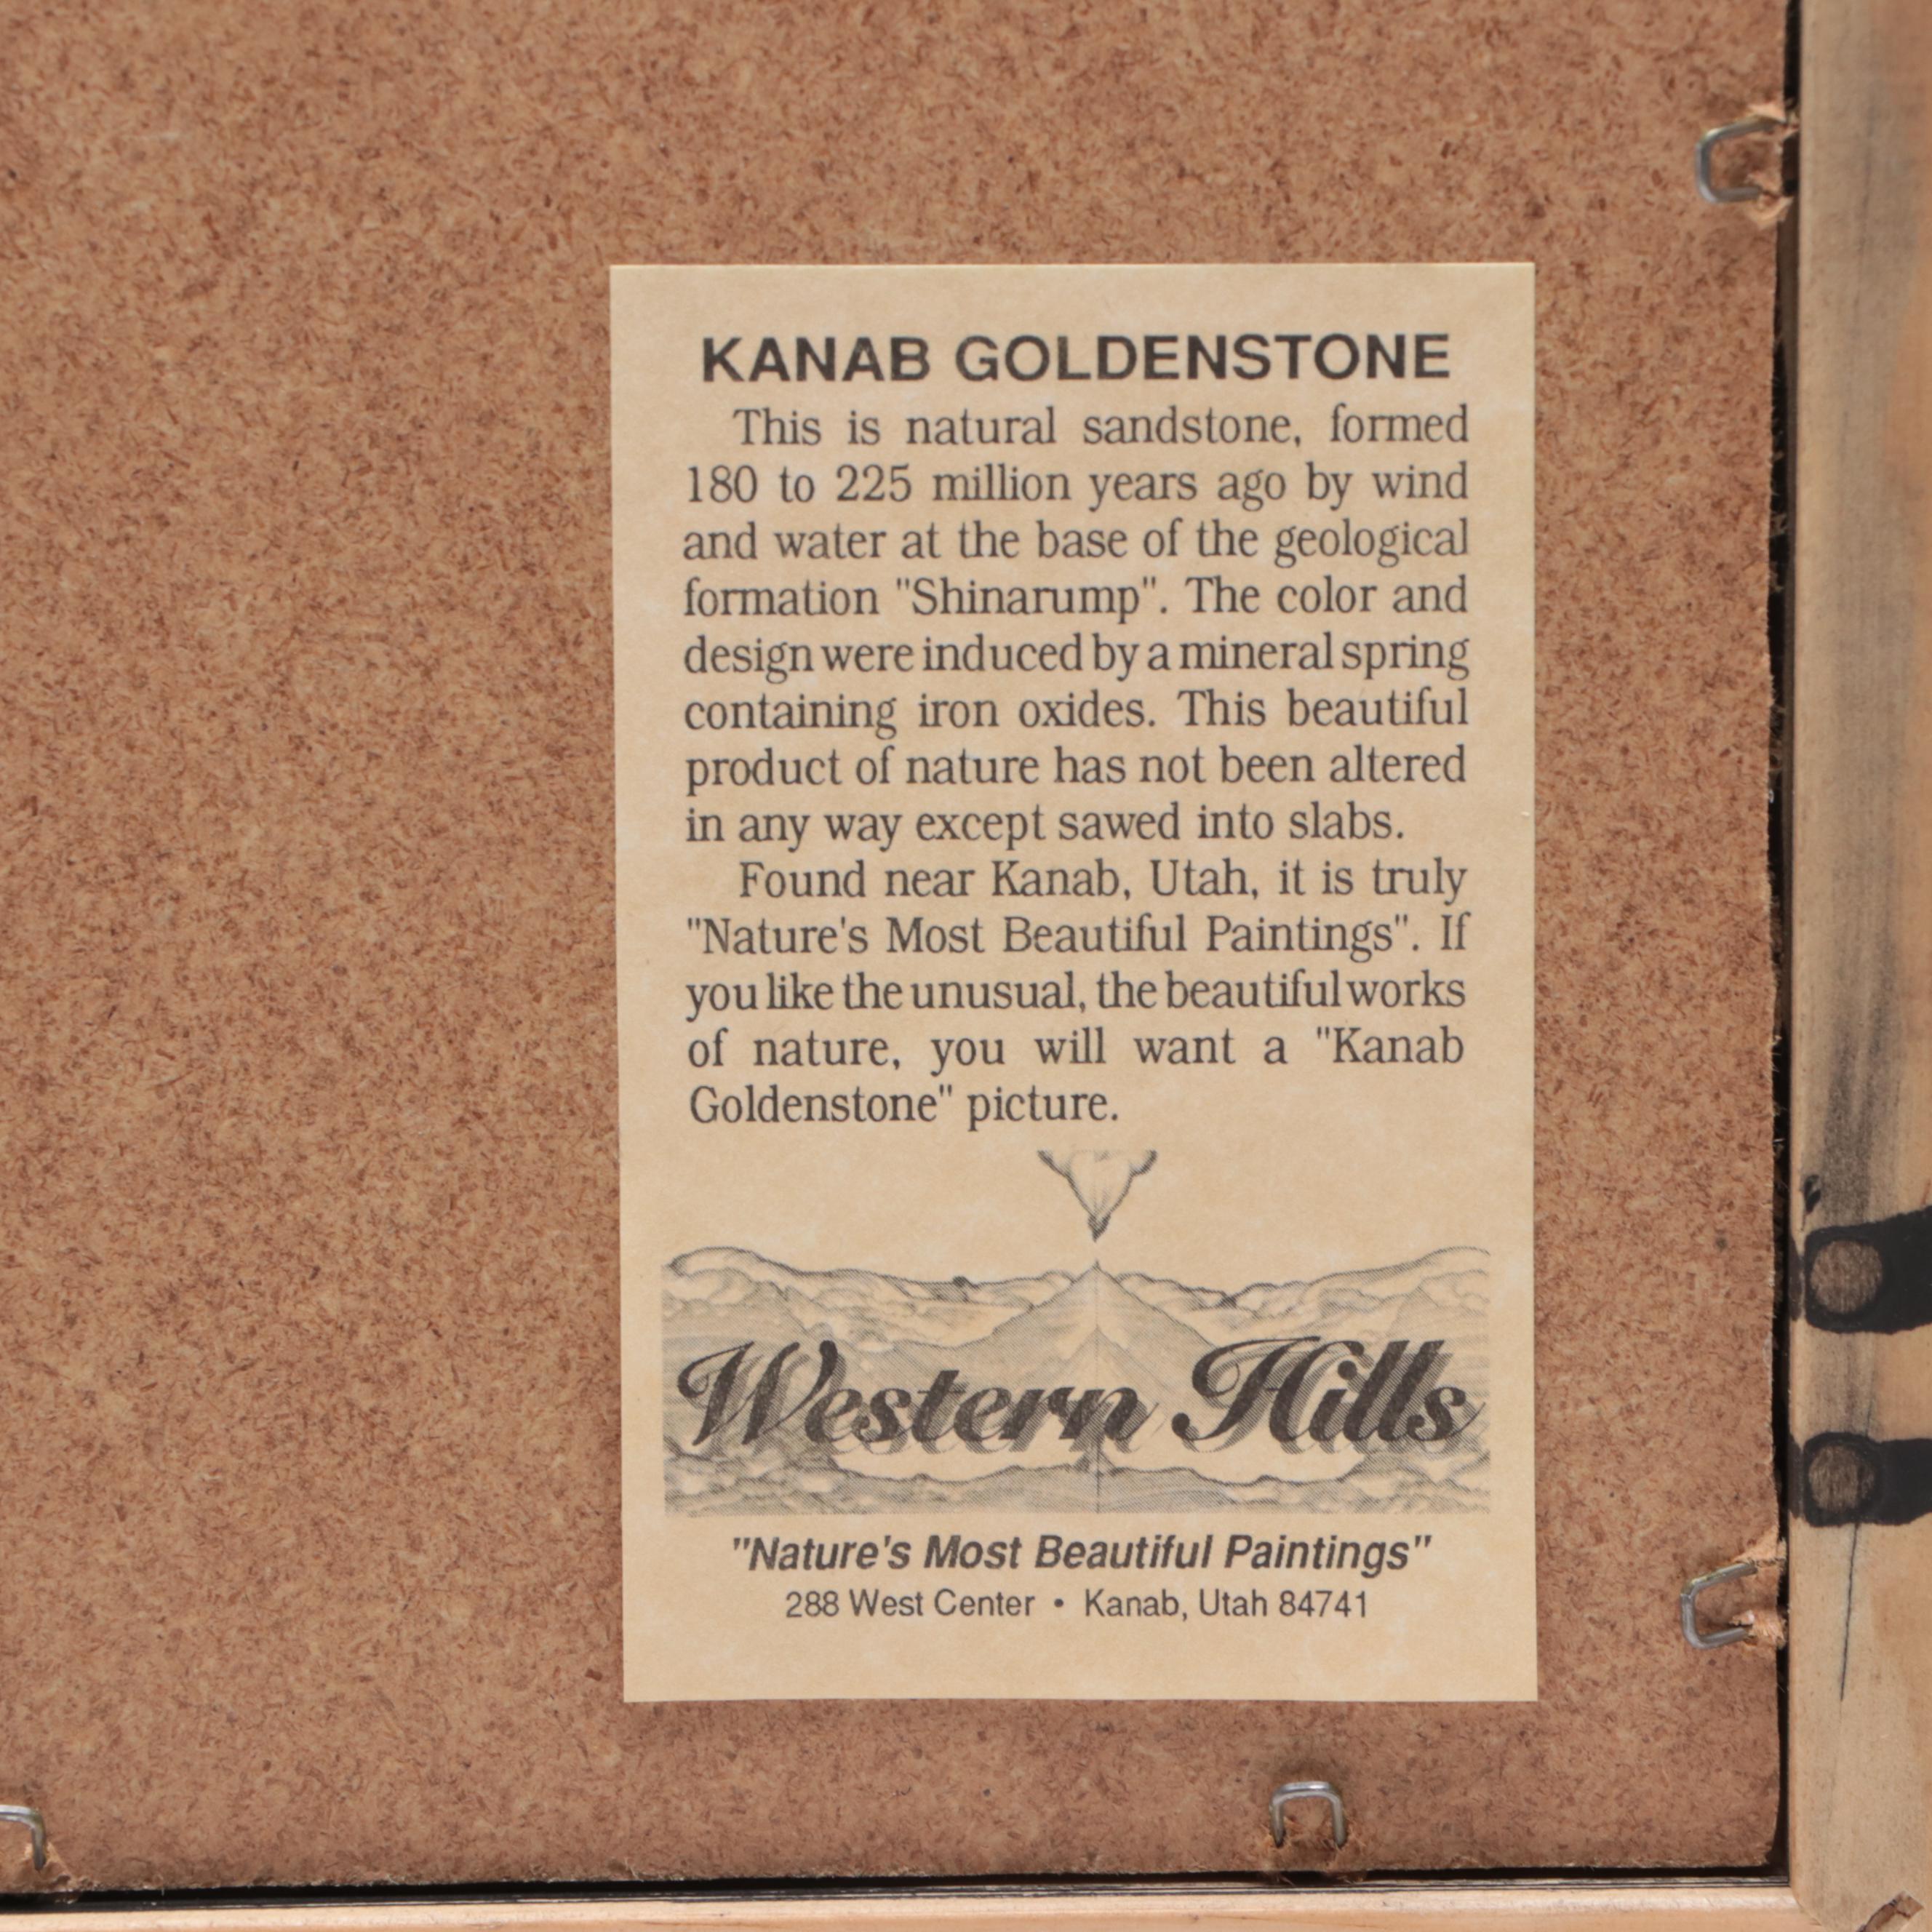 KANAB GOLDENSTONE
This is natural sandstone, formed
180 to 225 million years ago by wind
and water at the base of the geological
formation "Shinarump". The color and
design were induced by a mineral spring
containing iron oxides. This beautiful
product of nature has not been altered
in any way except sawed into slabs.
Found near Kanab, Utah, it is truly
"Nature's Most Beautiful Paintings". If
you like the unusual, the beautiful works
of nature, you will want a "Kanab
Goldenstone" picture.
Western Hills
"Nature's Most Beautiful Paintings"
288 West Center • Kanab, Utah 84741